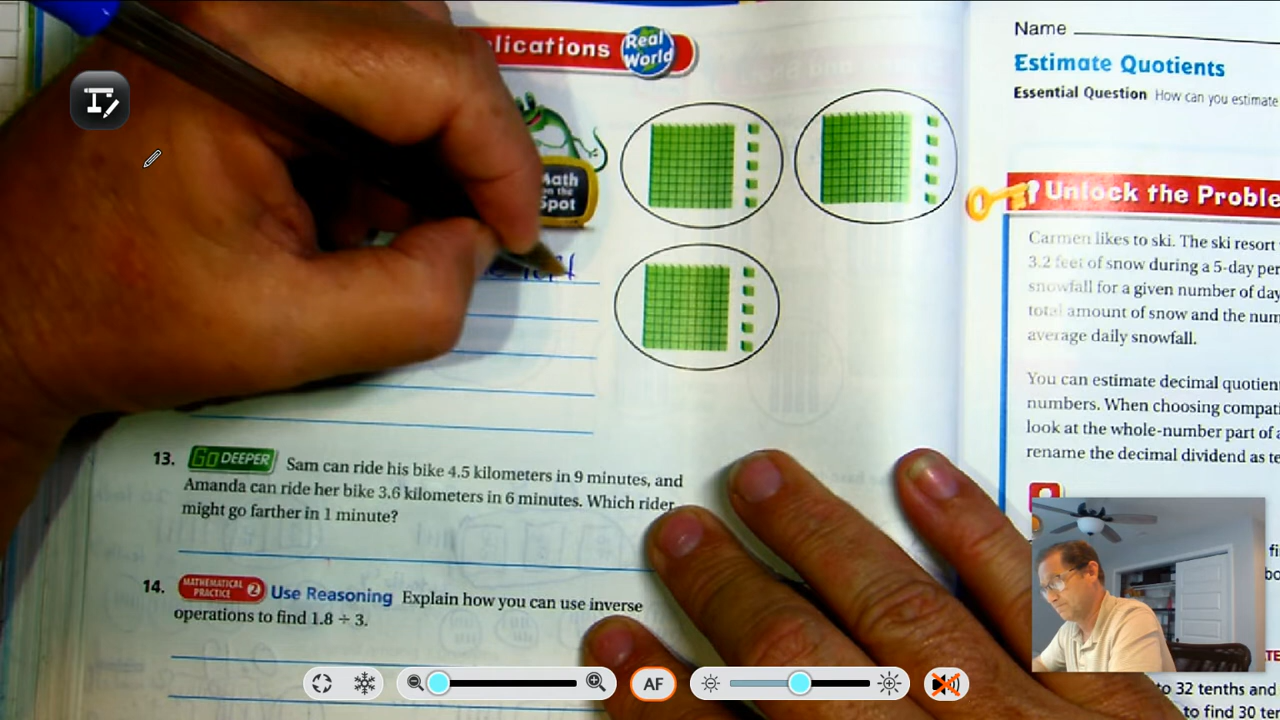 plications Real World
Math
on the
Spot
left
13. Go DEEPER Sam can ride his bike 4.5 kilometers in 9 minutes, and
Amanda can ride her bike 3.6 kilometers in 6 minutes. Which rider
might go farther in 1 minute?
14. MATHEMATICAL PRACTICE 2 Use Reasoning Explain how you can use inverse
operations to find 1.8 ÷ 3.
Name
Estimate Quotients
Essential Question How can you estimate
Unlock the Proble
Carmen likes to ski. The ski resort
3.2 feet of snow during a 5-day per
snowfall for a given number of day
total amount of snow and the num
average daily snowfall.
You can estimate decimal quotien
numbers. When choosing compati
look at the whole-number part of a
rename the decimal dividend as te
to 32 tenths and
to find 30 ter
AF